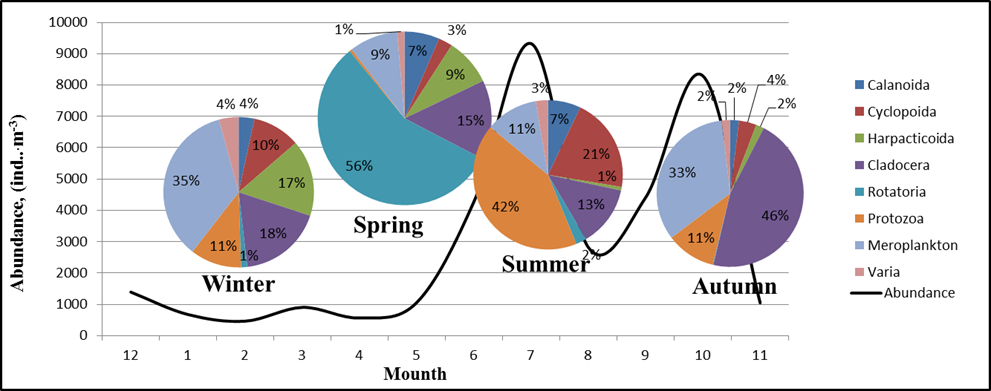 Abundance, (ind..·m-3)
10000
9000
8000
7000
6000
5000
4000
3000
2000
1000
0
12 1 2 3 4 5 6 7 8 9 10 11
Mounth
4% 4%
10%
17%
18%
1%
11%
35%
Winter
1% 7% 3%
9%
9%
15%
56%
Spring
3% 7%
21%
1%
13%
2%
42%
11%
Summer
2% 2% 4%
2%
46%
11%
33%
Autumn
Calanoida
Cyclopoida
Harpacticoida
Cladocera
Rotatoria
Protozoa
Meroplankton
Varia
Abundance